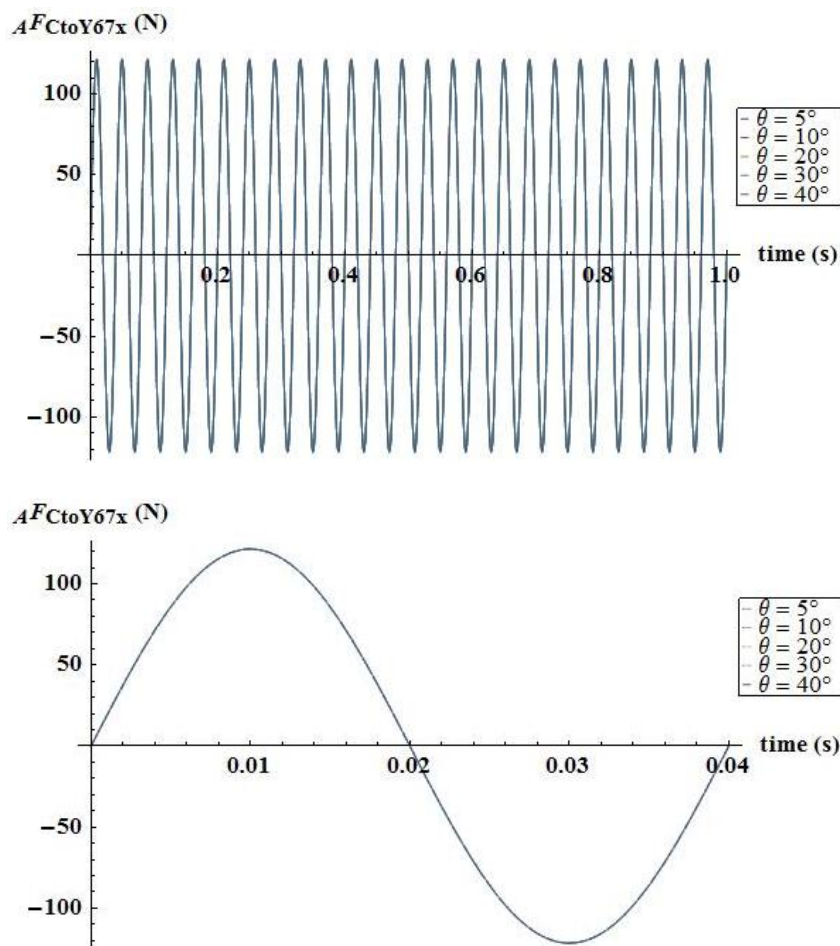 AFCtoY67x (N)
100
50
−50
−100
0.2
0.4
0.6
0.8
1.0
time (s)
θ = 5°
θ = 10°
θ = 20°
θ = 30°
θ = 40°
AFCtoY67x (N)
100
50
−50
−100
0.01
0.02
0.03
0.04
time (s)
θ = 5°
θ = 10°
θ = 20°
θ = 30°
θ = 40°